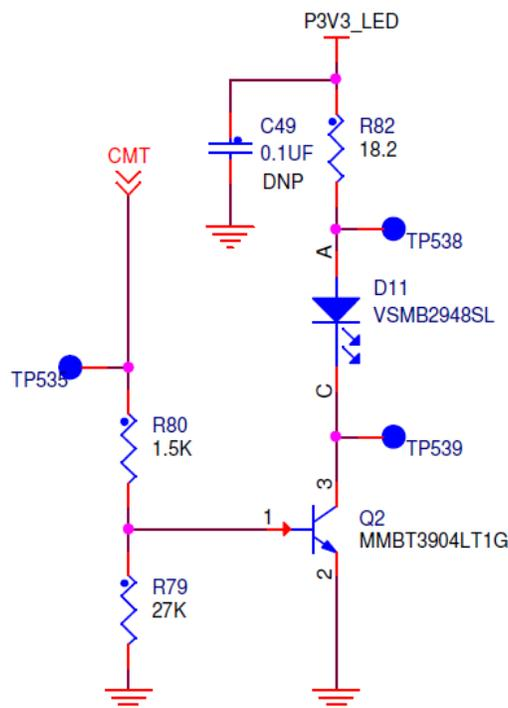 P3V3_LED
C49
0.1UF
DNP
R82
18.2
CMT
A
TP538
D11
VSMB2948SL
TP535
C
R80
1.5K
TP539
3
1
Q2
MMBT3904LT1G
2
R79
27K